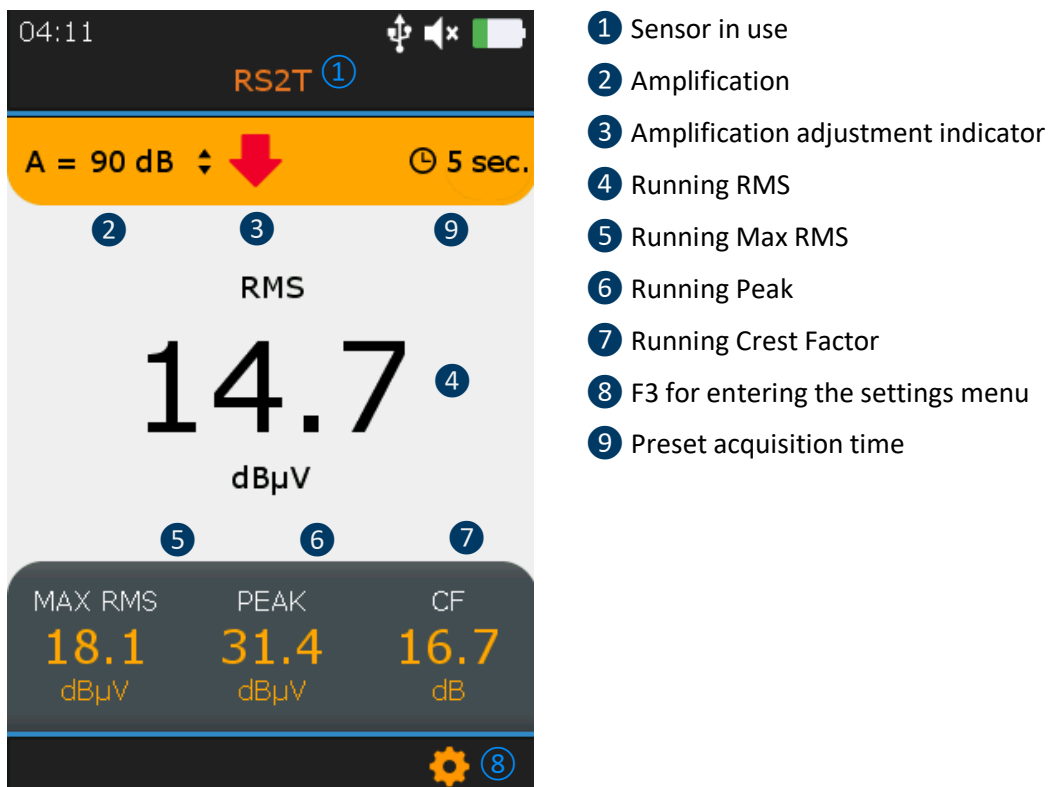 04:11
RS2T 1
A = 90 dB 5 sec.
2 3 9
RMS
14.7 4
dBµV
5 6 7
MAX RMS PEAK CF
18.1 31.4 16.7
dBµV dBµV dB
8
1 Sensor in use
2 Amplification
3 Amplification adjustment indicator
4 Running RMS
5 Running Max RMS
6 Running Peak
7 Running Crest Factor
8 F3 for entering the settings menu
9 Preset acquisition time